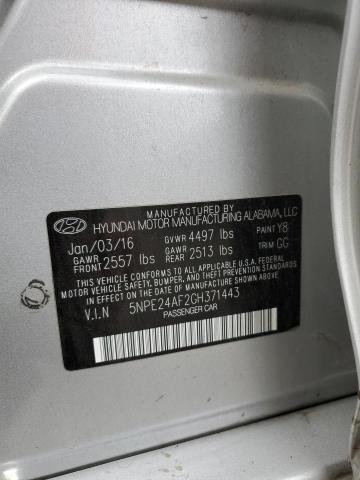 MANUFACTURED BY
HYUNDAI MOTOR MANUFACTURING ALABAMA, LLC
Jan/03/16 GVWR 4497 lbs PAINT Y8
GAWR FRONT 2557 lbs GAWR REAR 2513 lbs TRIM GG
THIS VEHICLE CONFORMS TO ALL APPLICABLE U.S.A FEDERAL
MOTOR VEHICLE SAFETY, BUMPER, AND THEFT PREVENTION STANDARDS
IN EFFECT ON THE DATE OF MANUFACTURE SHOWN ABOVE.
V.I.N 5NPE24AF2GH371443
PASSENGER CAR